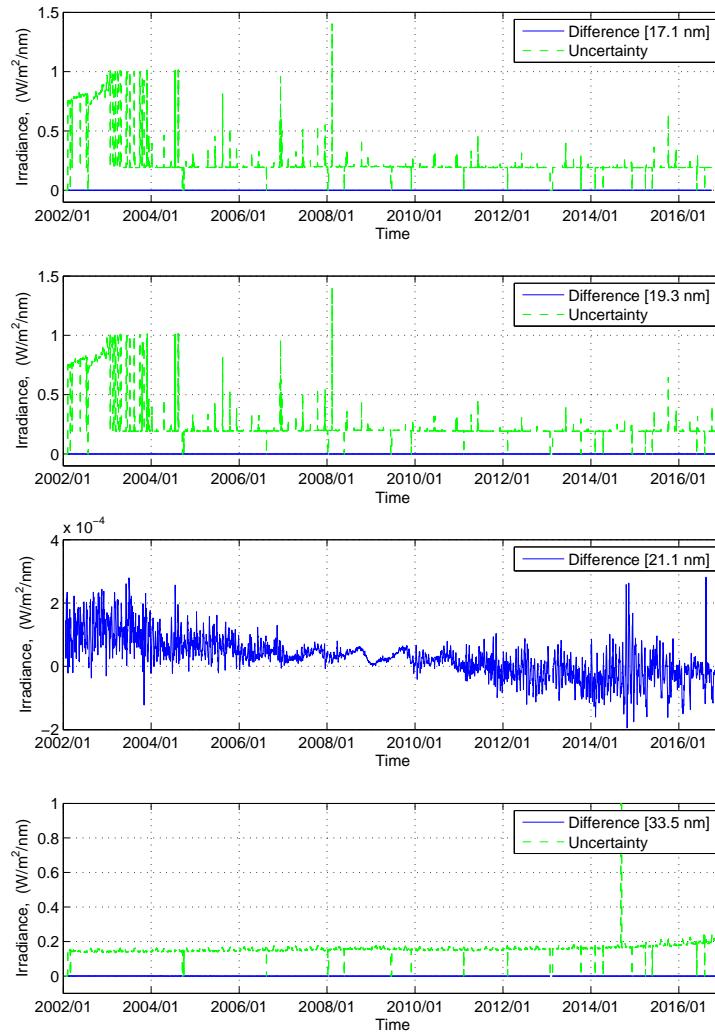 1.5
1
0.5
0
Irradiance, (W/m²/nm)
Difference [17.1 nm]
Uncertainty
2002/01 2004/01 2006/01 2008/01 2010/01 2012/01 2014/01 2016/01
Time
1.5
1
0.5
0
Irradiance, (W/m²/nm)
Difference [19.3 nm]
Uncertainty
2002/01 2004/01 2006/01 2008/01 2010/01 2012/01 2014/01 2016/01
Time
x 10⁻⁴
4
2
0
−2
Irradiance, (W/m²/nm)
Difference [21.1 nm]
2002/01 2004/01 2006/01 2008/01 2010/01 2012/01 2014/01 2016/01
Time
1
0.8
0.6
0.4
0.2
0
Irradiance, (W/m²/nm)
Difference [33.5 nm]
Uncertainty
2002/01 2004/01 2006/01 2008/01 2010/01 2012/01 2014/01 2016/01
Time